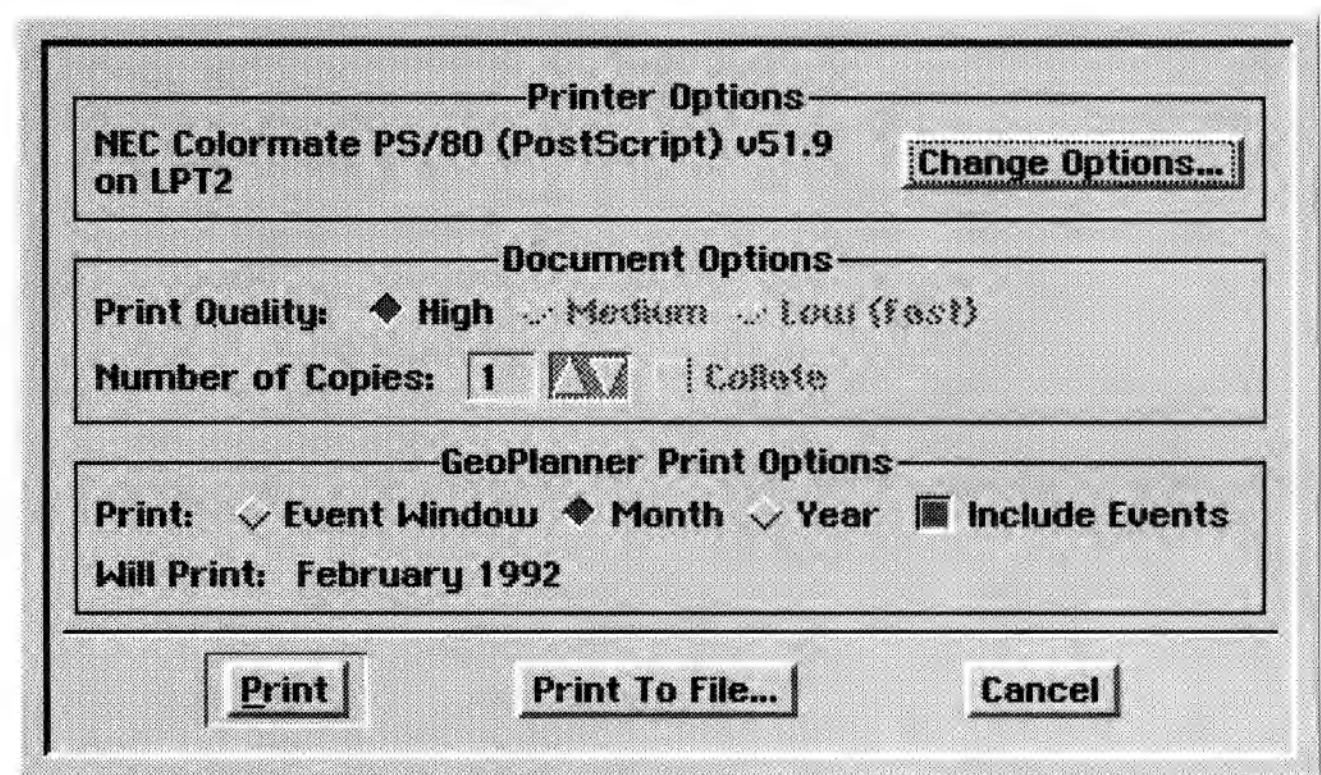 Printer Options
NEC Colormate PS/80 (PostScript) v51.9
on LPT2
Change Options...
Document Options
Print Quality: High Medium Low (fast)
Number of Copies: 1 Collate
GeoPlanner Print Options
Print: Event Window Month Year Include Events
Will Print: February 1992
Print Print To File... Cancel